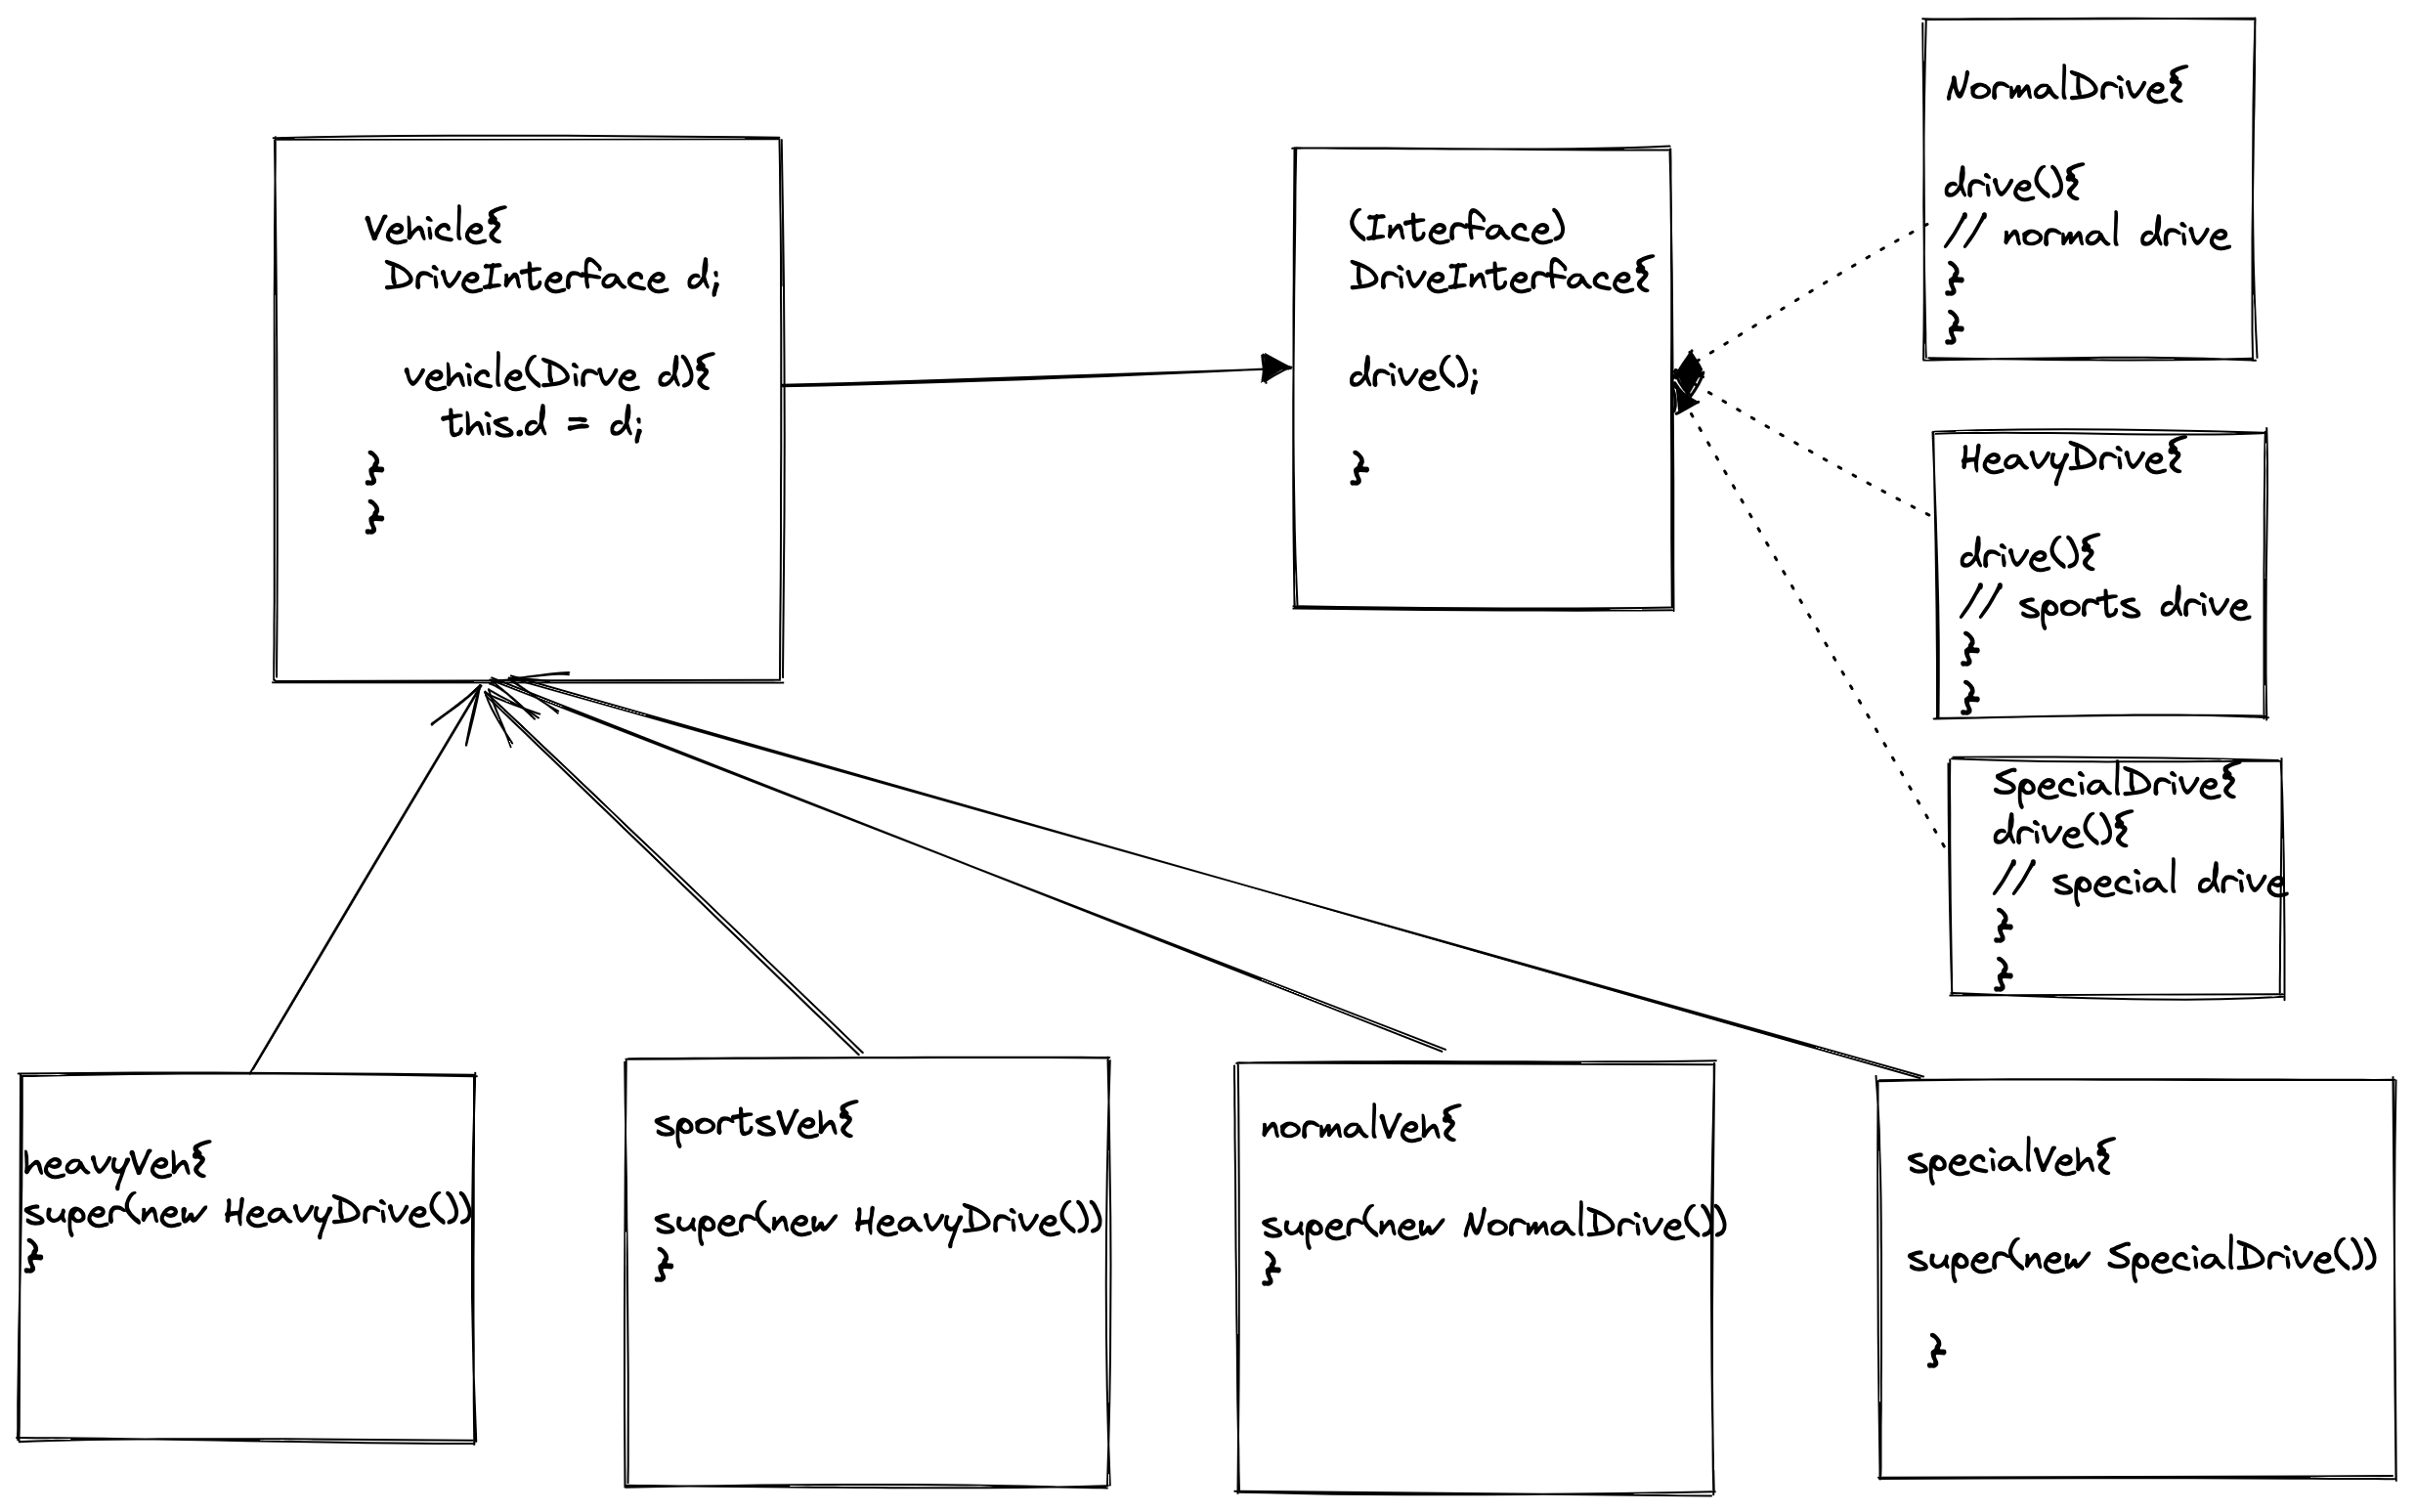 Vehicle{
DriveInterface d;
vehicle(Dirve d){
this.d = d;
}
}
(Interface)
DriveInterface{
drive();
}
NormalDrive{
drive(){
// normal drive
}
}
HeavyDrive{
drive(){
// sports drive
}
}
SpecialDrive{
drive(){
// special drive
}
}
heavyVeh{
super(new HeavyDrive())
}
sportsVeh{
super(new HeavyDrive())
}
normalVeh{
super(new NormalDrive())
}
specialVeh{
super(new SpecialDrive())
}